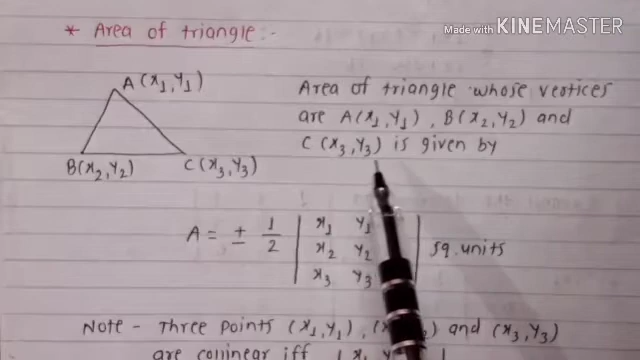 Made with KINEMASTER
* Area of triangle:-
A(x1,y1)
B(x2,y2) C(x3,y3)
Area of triangle whose vertices
are A(x1,y1), B(x2,y2) and
C(x3,y3) is given by
A = ± 1/2 | x1 y1
x2 y2
x3 y3 | sq. units
Note - Three points (x1,y1), ( and (x3,y3)
are collinear iff | x1 y1